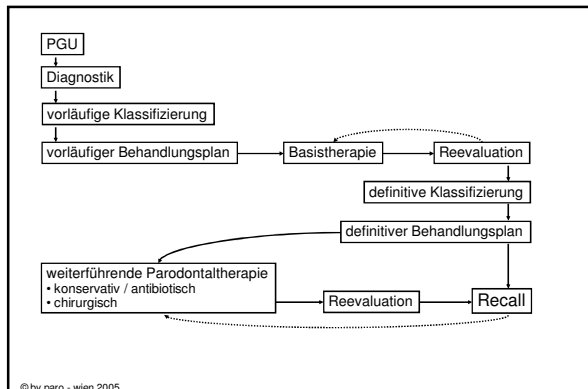 PGU
Diagnostik
vorläufige Klassifizierung
vorläufiger Behandlungsplan
Basistherapie
Reevaluation
definitive Klassifizierung
definitiver Behandlungsplan
weiterführende Parodontaltherapie
• konservativ / antibiotisch
• chirurgisch
Reevaluation
Recall
© by paro - wien 2005